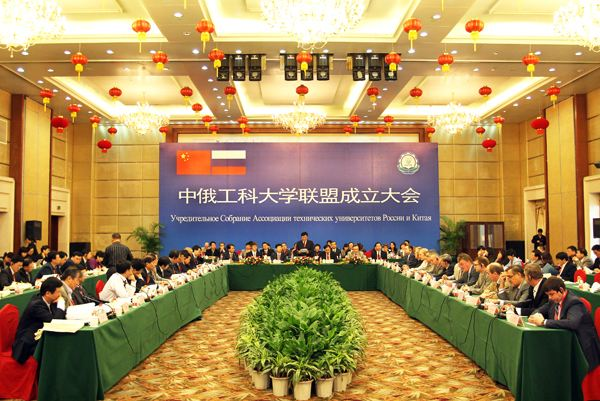 中俄工科大学联盟成立大会
Учредительное Собрание Ассоциации технических университетов России и Китая